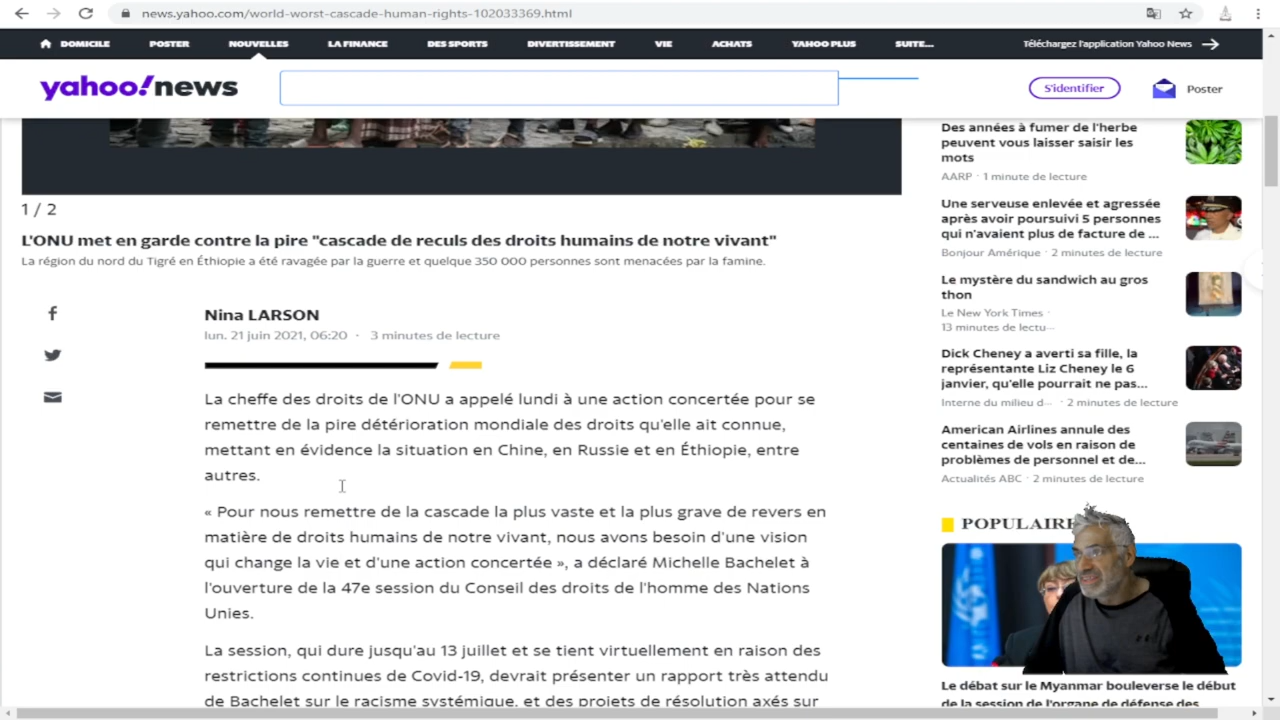 news.yahoo.com/world-worst-cascade-human-rights-102033369.html
DOMICILE POSTER NOUVELLES LA FINANCE DES SPORTS DIVERTISSEMENT VIE ACHATS YAHOO PLUS SUITE... Téléchargez l'application Yahoo News
yahoo!news
S'identifier
Poster
1 / 2
L'ONU met en garde contre la pire "cascade de reculs des droits humains de notre vivant"
La région du nord du Tigré en Éthiopie a été ravagée par la guerre et quelque 350 000 personnes sont menacées par la famine.
Nina LARSON
lun. 21 juin 2021, 06:20 · 3 minutes de lecture
La cheffe des droits de l'ONU a appelé lundi à une action concertée pour se
remettre de la pire détérioration mondiale des droits qu'elle ait connue,
mettant en évidence la situation en Chine, en Russie et en Éthiopie, entre
autres.
« Pour nous remettre de la cascade la plus vaste et la plus grave de revers en
matière de droits humains de notre vivant, nous avons besoin d'une vision
qui change la vie et d'une action concertée », a déclaré Michelle Bachelet à
l'ouverture de la 47e session du Conseil des droits de l'homme des Nations
Unies.
La session, qui dure jusqu'au 13 juillet et se tient virtuellement en raison des
restrictions continues de Covid-19, devrait présenter un rapport très attendu
de Bachelet sur le racisme systémique, et des projets de résolution axés sur
Des années à fumer de l'herbe
peuvent vous laisser saisir les
mots
AARP · 1 minute de lecture
Une serveuse enlevée et agressée
après avoir poursuivi 5 personnes
qui n'avaient plus de facture de ...
Bonjour Amérique · 2 minutes de lecture
Le mystère du sandwich au gros
thon
Le New York Times ·
13 minutes de lectu...
Dick Cheney a averti sa fille, la
représentante Liz Cheney le 6
janvier, qu'elle pourrait ne pas...
Interne du milieu d... · 2 minutes de lecture
American Airlines annule des
centaines de vols en raison de
problèmes de personnel et de...
Actualités ABC · 2 minutes de lecture
POPULAIRE
Le débat sur le Myanmar bouleverse le début
de la session de l'organe de défense des